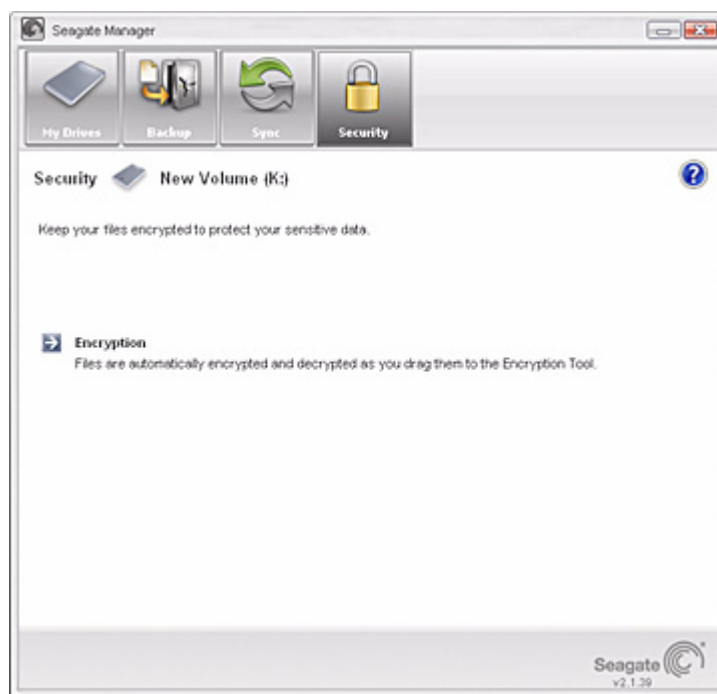 Seagate Manager
My Drives Backup Sync Security
Security New Volume (K:)
Keep your files encrypted to protect your sensitive data.
Encryption
Files are automatically encrypted and decrypted as you drag them to the Encryption Tool.
Seagate
v2.1.39